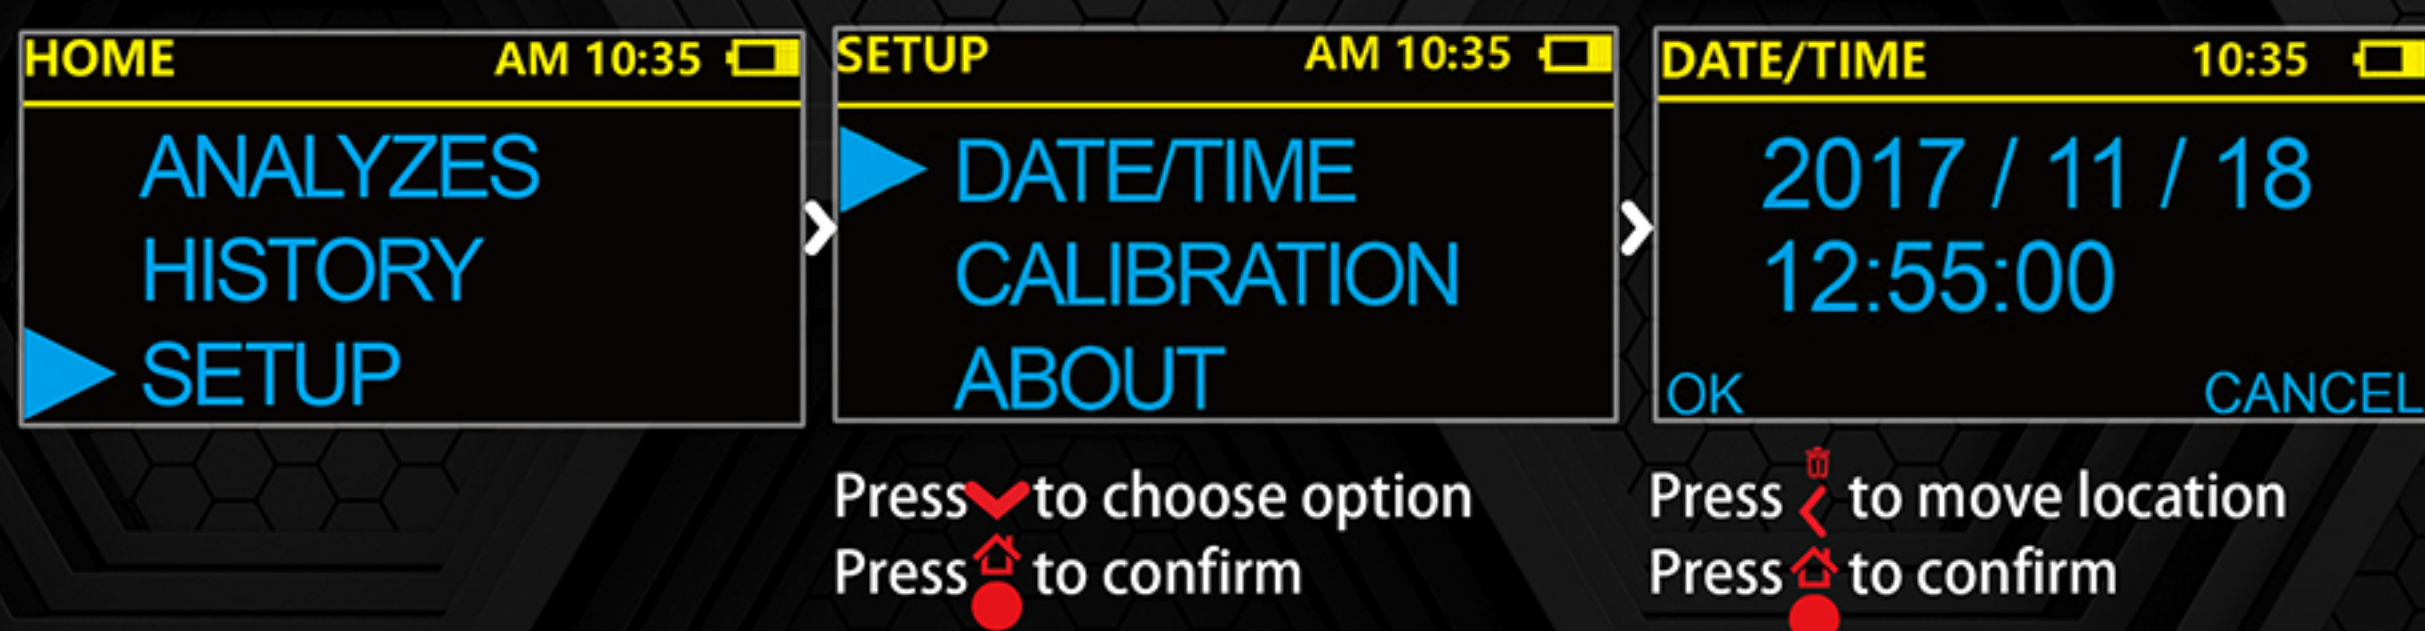 HOME AM 10:35
ANALYZES
HISTORY
SETUP
SETUP AM 10:35
DATE/TIME
CALIBRATION
ABOUT
Press to choose option
Press to confirm
DATE/TIME 10:35
2017 / 11 / 18
12:55:00
OK CANCEL
Press to move location
Press to confirm